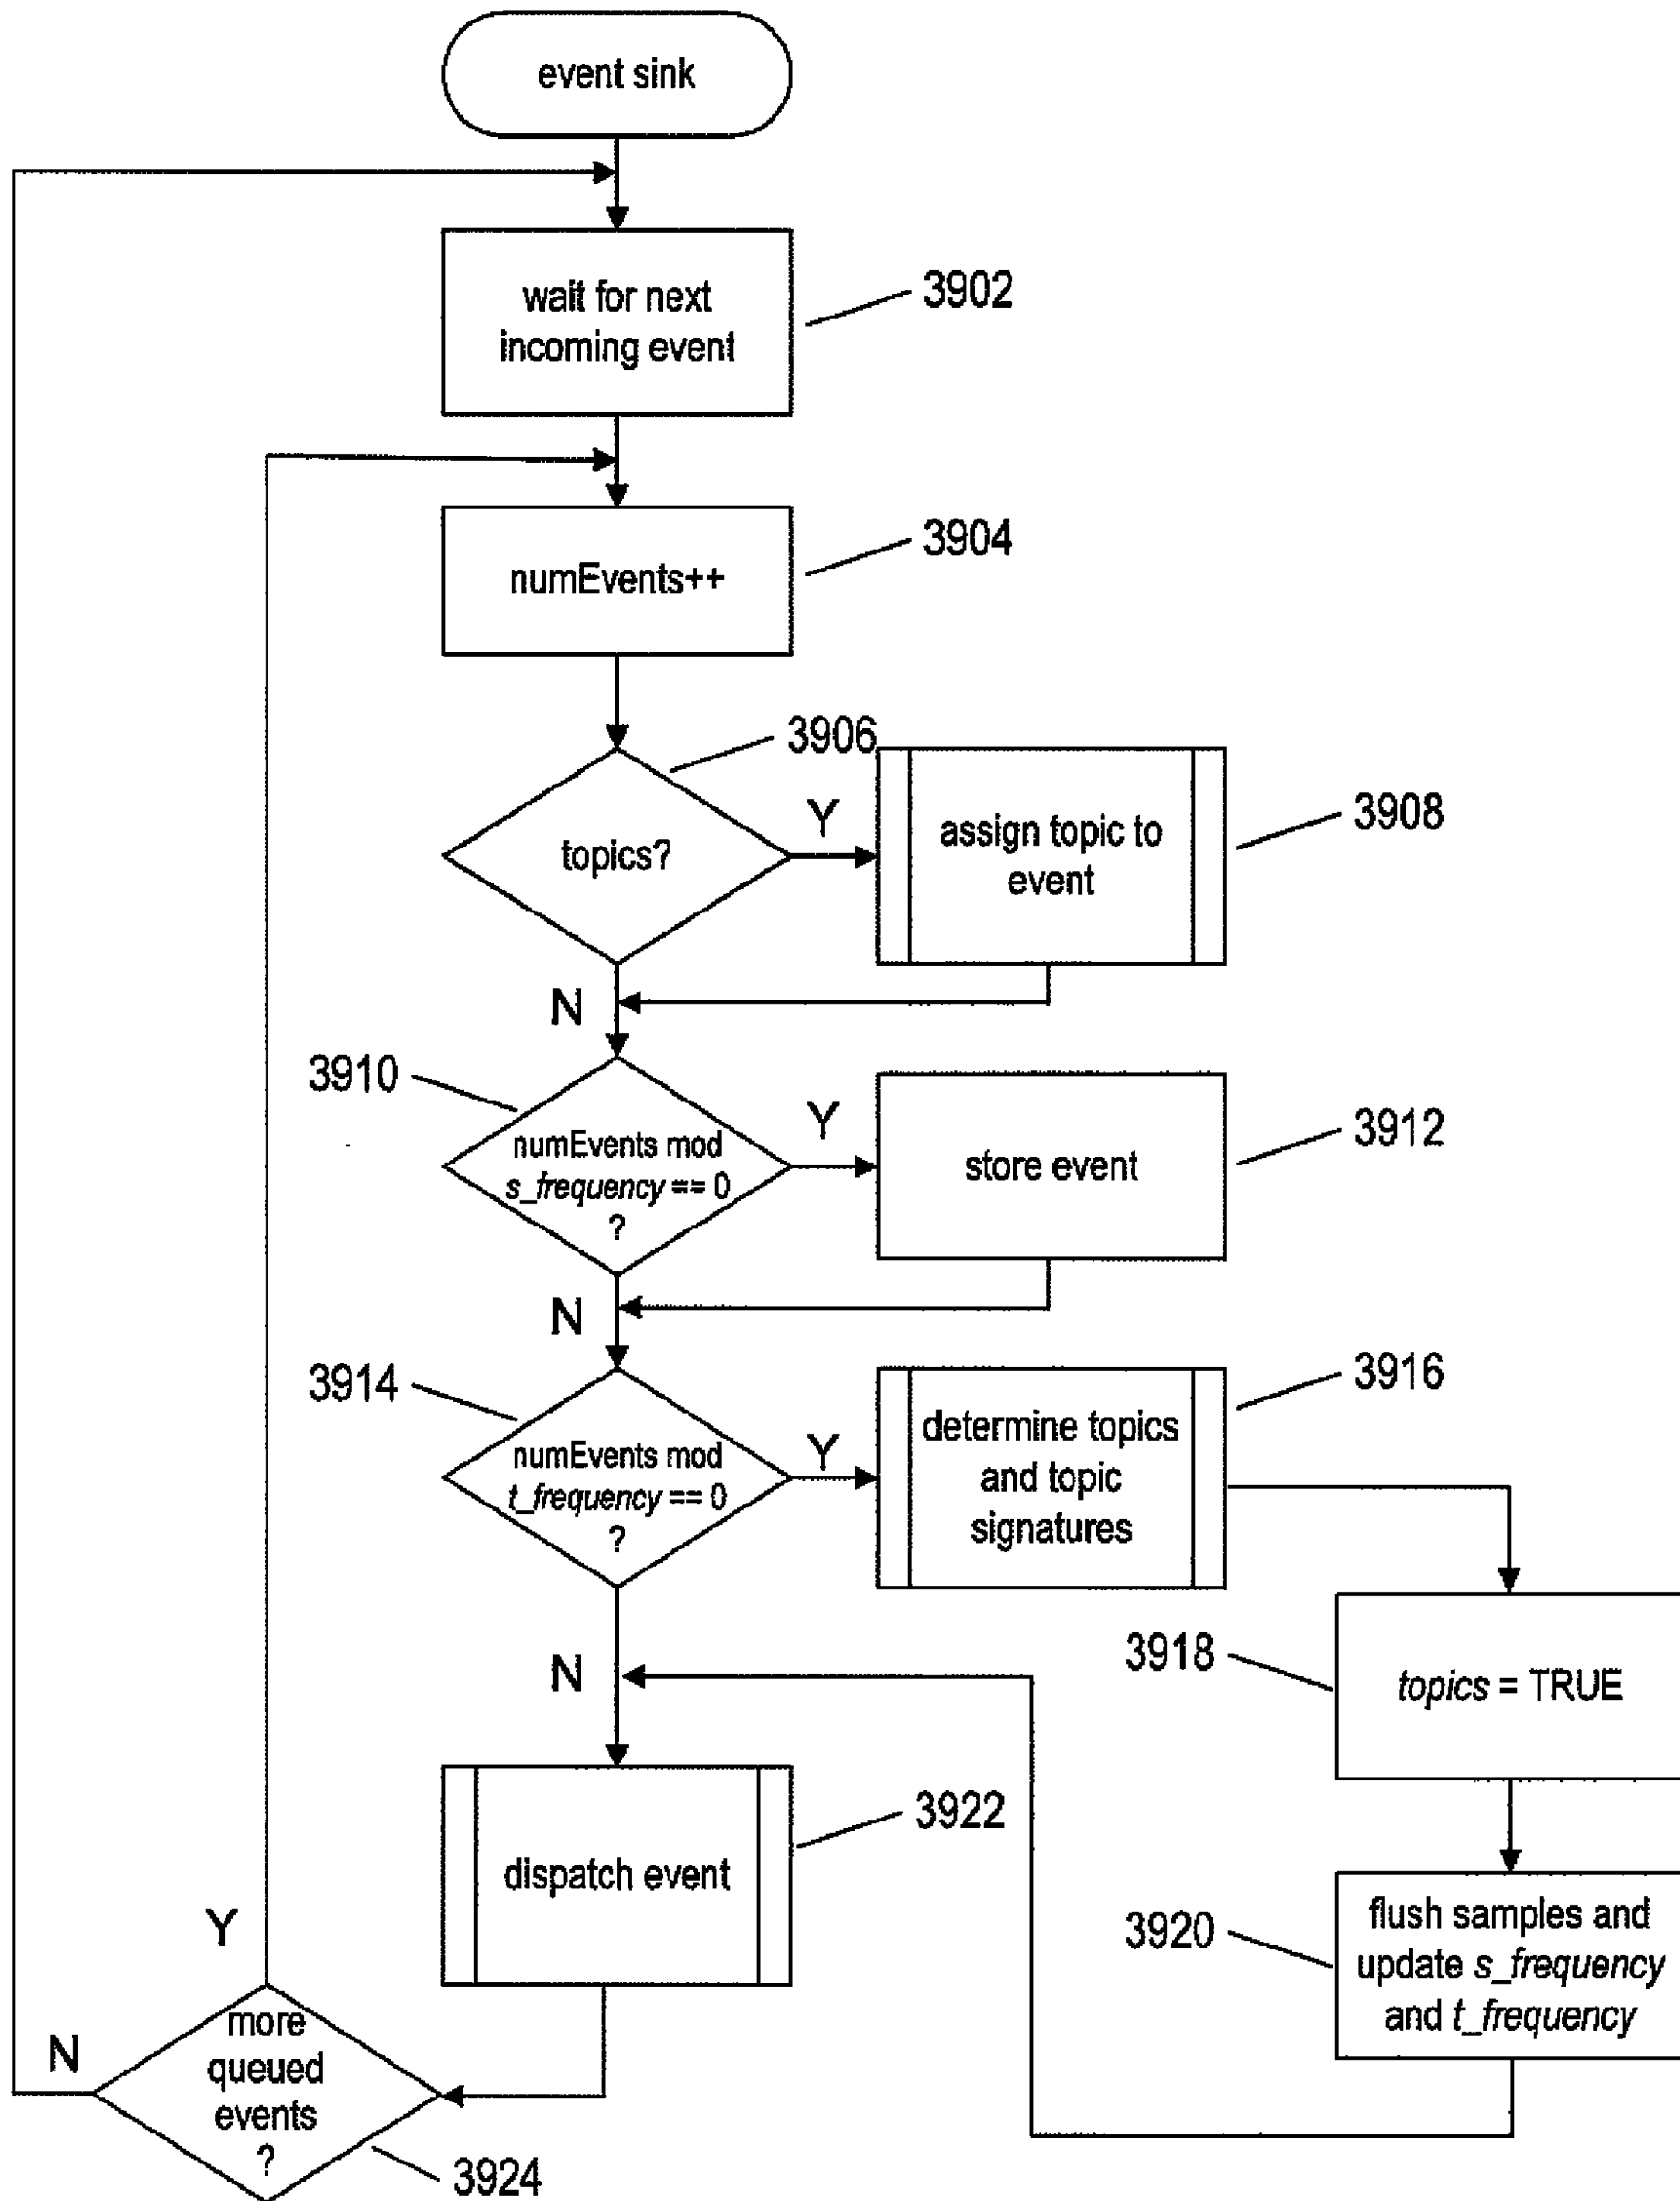 event sink
wait for next
incoming event
3902
numEvents++
3904
3906
topics?
Y
assign topic to
event
3908
N
3910
numEvents mod
s_frequency == 0
?
Y
store event
3912
N
3914
numEvents mod
t_frequency == 0
?
Y
determine topics
and topic
signatures
3916
N
3918
topics = TRUE
dispatch event
3922
3920
flush samples and
update s_frequency
and t_frequency
Y
N
more
queued
events
?
3924